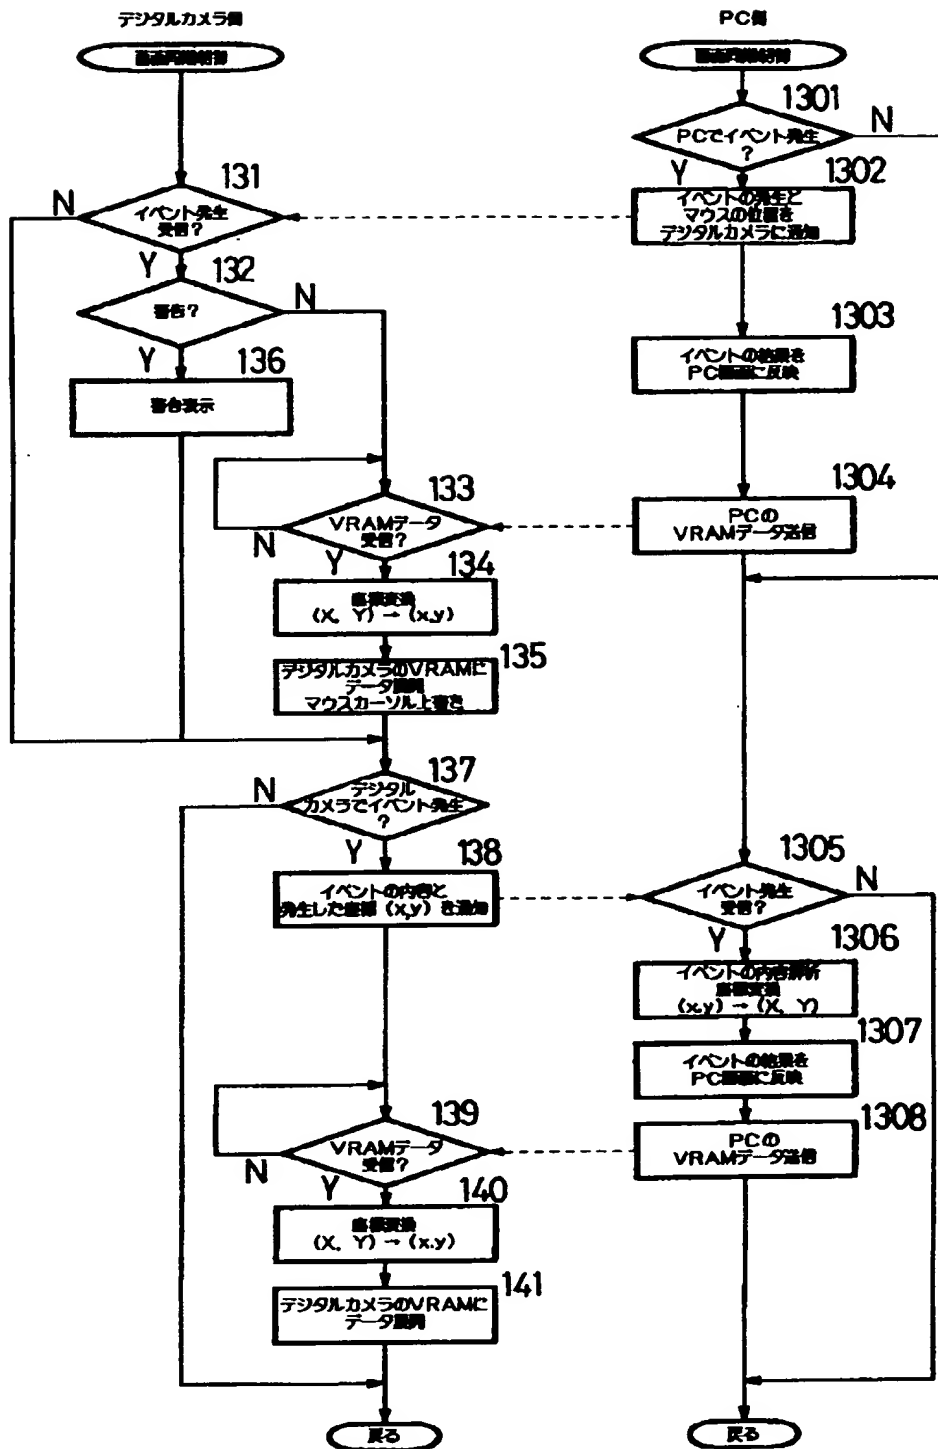 デジタルカメラ側
PC側
1301
PCでイベント発生
?
N
Y
1302
イベントの発生と
マウスの位置を
デジタルカメラに通知
131
N
イベント発生
受信?
Y
132
警告?
N
Y
136
警告表示
1303
イベントの結果を
PC画面に反映
1304
PCの
VRAMデータ送信
133
VRAMデータ
受信?
N
Y
134
座標変換
(X, Y) → (x,y)
135
デジタルカメラのVRAMに
データ展開
マウスカーソル上書き
137
デジタル
カメラでイベント発生
?
N
Y
138
イベントの内容と
発生した座標 (x,y) を通知
1305
イベント発生
受信?
N
Y
1306
イベントの内容解析
座標変換
(x,y) → (X, Y)
1307
イベントの結果を
PC画面に反映
1308
PCの
VRAMデータ送信
139
VRAMデータ
受信?
N
Y
140
座標変換
(X, Y) → (x,y)
141
デジタルカメラのVRAMに
データ展開
戻る
戻る